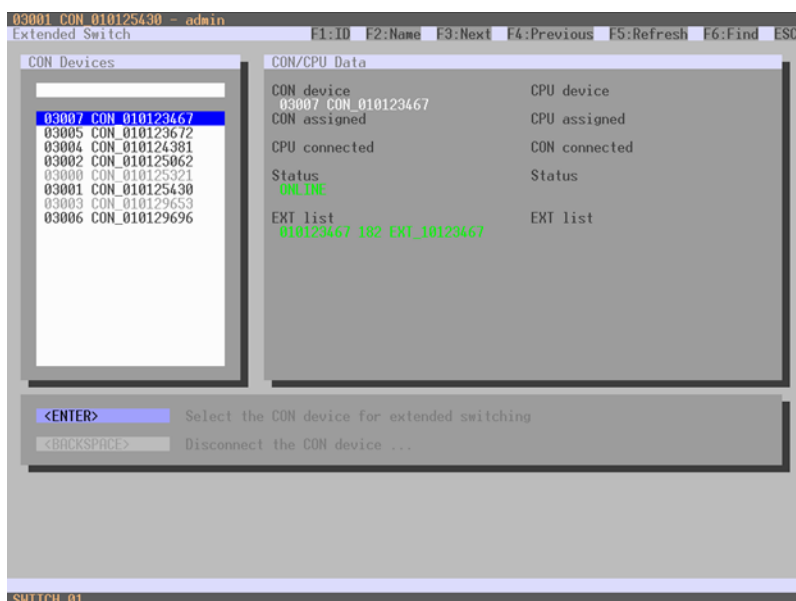 03001 CON_010125430 - admin
Extended Switch F1:ID F2:Name F3:Next F4:Previous F5:Refresh F6:Find ESC
CON Devices
03007 CON_010123467
03005 CON_010123672
03004 CON_010124381
03002 CON_010125062
03000 CON_010125321
03001 CON_010125430
03003 CON_010129653
03006 CON_010129696
CON/CPU Data
CON device CPU device
03007 CON_010123467
CON assigned CPU assigned
CPU connected CON connected
Status Status
ONLINE
EXT list EXT list
010123467 182 EXT_10123467
<ENTER> Select the CON device for extended switching
<BACKSPACE> Disconnect the CON device ...
SWITCH_01